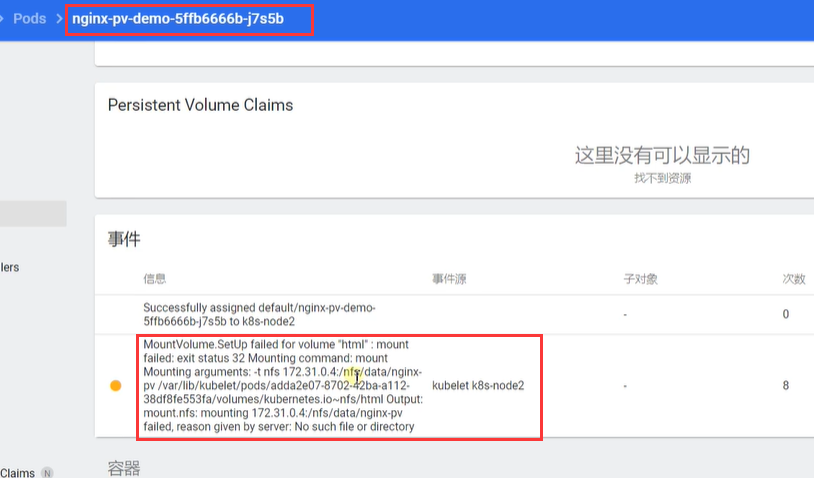 Pods > nginx-pv-demo-5ffb6666b-j7s5b
Persistent Volume Claims
这里没有可以显示的
找不到资源
事件
lers
信息 事件源 子对象 次数
Successfully assigned default/nginx-pv-demo-
5ffb6666b-j7s5b to k8s-node2 - 0
MountVolume.SetUp failed for volume "html" : mount
failed: exit status 32 Mounting command: mount
Mounting arguments: -t nfs 172.31.0.4:/nfs/data/nginx-
pv /var/lib/kubelet/pods/adda2e07-8702-42ba-a112- kubelet k8s-node2 - 8
38df8fe553fa/volumes/kubernetes.io~nfs/html Output:
mount.nfs: mounting 172.31.0.4:/nfs/data/nginx-pv
failed, reason given by server: No such file or directory
容器
Claims N